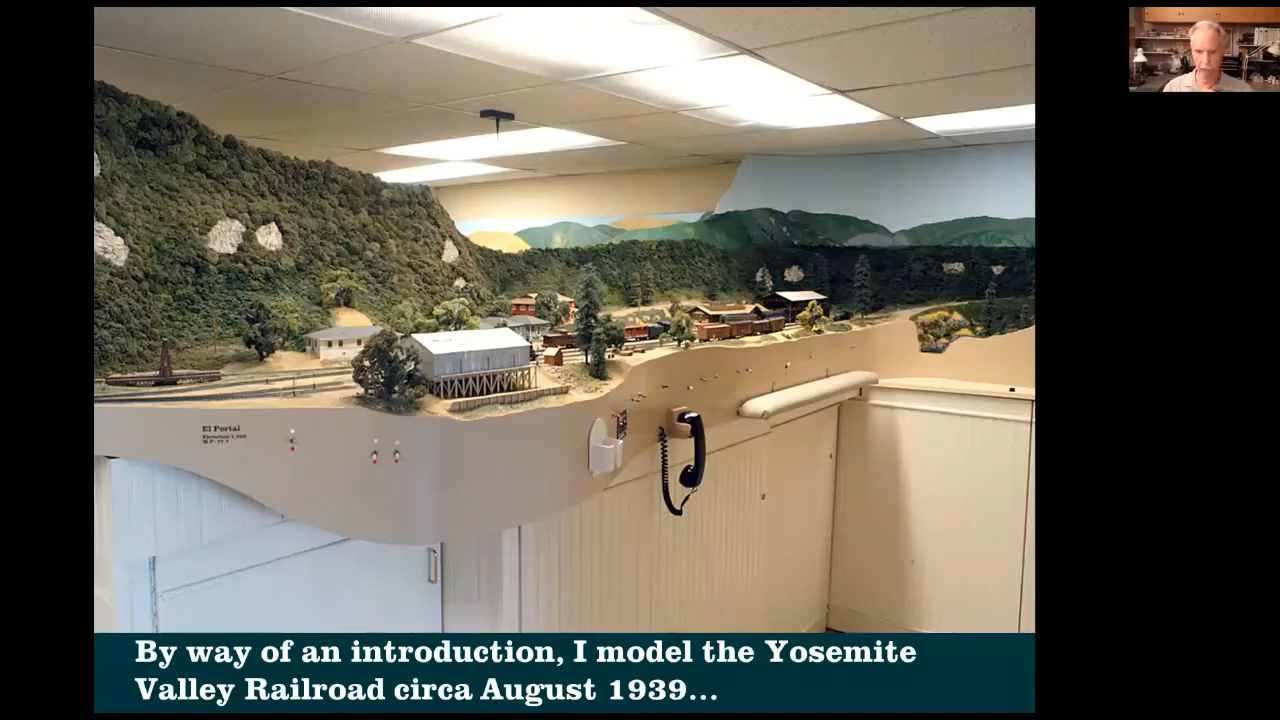 El Portal
By way of an introduction, I model the Yosemite
Valley Railroad circa August 1939...